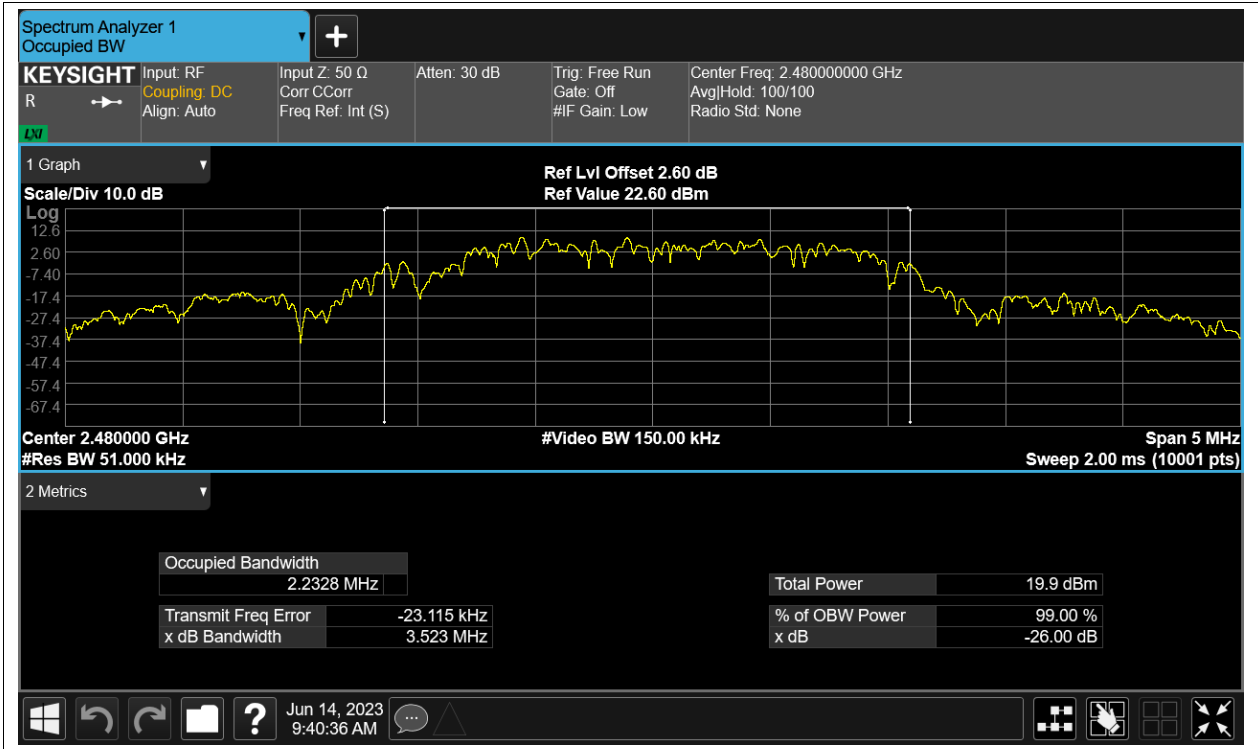 Spectrum Analyzer 1
Occupied BW
KEYSIGHT
R
LXI
Input: RF
Coupling: DC
Align: Auto
Input Z: 50 Ω
Corr CCorr
Freq Ref: Int (S)
Atten: 30 dB
Trig: Free Run
Gate: Off
#IF Gain: Low
Center Freq: 2.480000000 GHz
Avg|Hold: 100/100
Radio Std: None
1 Graph
Scale/Div 10.0 dB
Ref Lvl Offset 2.60 dB
Ref Value 22.60 dBm
Log
12.6
2.60
-7.40
-17.4
-27.4
-37.4
-47.4
-57.4
-67.4
Center 2.480000 GHz
#Res BW 51.000 kHz
#Video BW 150.00 kHz
Span 5 MHz
Sweep 2.00 ms (10001 pts)
2 Metrics
Occupied Bandwidth
2.2328 MHz
Transmit Freq Error -23.115 kHz
x dB Bandwidth 3.523 MHz
Total Power 19.9 dBm
% of OBW Power 99.00 %
x dB -26.00 dB
?
Jun 14, 2023
9:40:36 AM